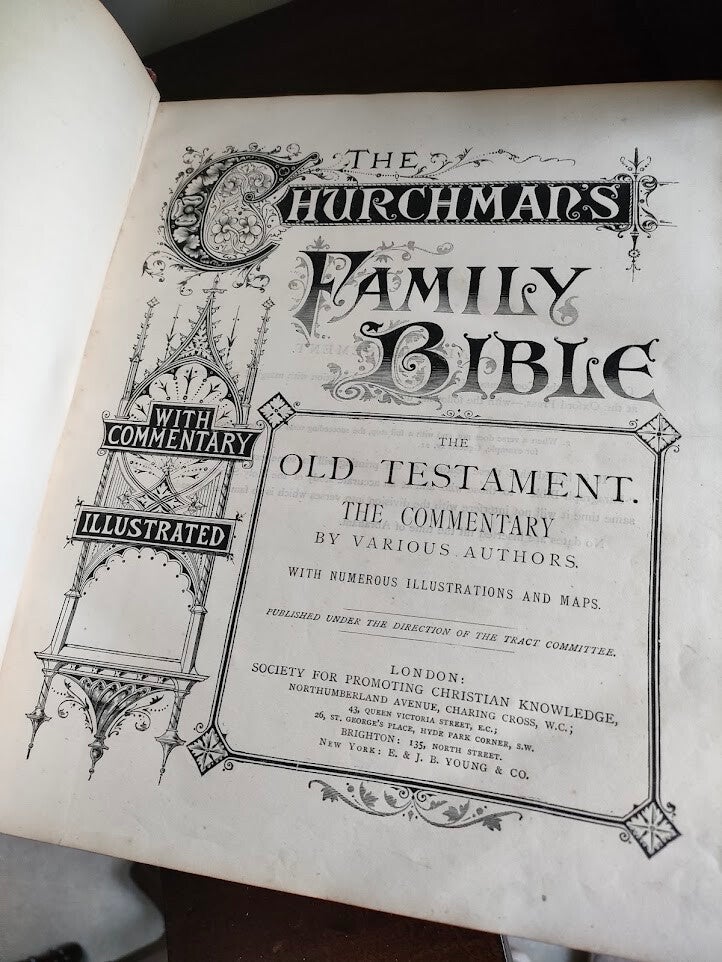 THE
CHURCHMAN'S
FAMILY
BIBLE
WITH
COMMENTARY
ILLUSTRATED
THE
OLD TESTAMENT.
THE COMMENTARY
BY VARIOUS AUTHORS.
WITH NUMEROUS ILLUSTRATIONS AND MAPS.
PUBLISHED UNDER THE DIRECTION OF THE TRACT COMMITTEE.
LONDON:
SOCIETY FOR PROMOTING CHRISTIAN KNOWLEDGE,
NORTHUMBERLAND AVENUE, CHARING CROSS, W.C.;
43, QUEEN VICTORIA STREET, E.C.;
26, ST. GEORGE'S PLACE, HYDE PARK CORNER, S.W.
BRIGHTON: 135, NORTH STREET.
NEW YORK: E. & J. B. YOUNG & CO.